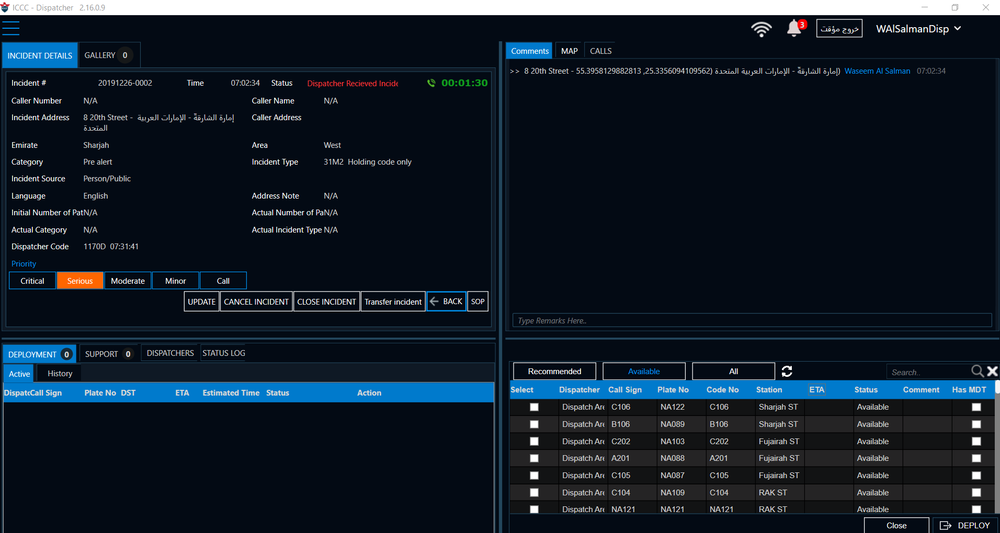 ICCC - Dispatcher 2.16.0.9
3
خروج مؤقت
WAlSalmanDisp
INCIDENT DETAILS
GALLERY 0
Incident # 20191226-0002 Time 07:02:34 Status Dispatcher Recieved Incide 00:01:30
Caller Number N/A Caller Name N/A
Incident Address 8 20th Street - إمارة الشارقةّ - الإمارات العربية Caller Address
المتحدة
Emirate Sharjah Area West
Category Pre alert Incident Type 31M2 Holding code only
Incident Source Person/Public
Language English Address Note N/A
Initial Number of Pat N/A Actual Number of Pa N/A
Actual Category N/A Actual Incident Type N/A
Dispatcher Code 1170D 07:31:41
Priority
Critical Serious Moderate Minor Call
UPDATE CANCEL INCIDENT CLOSE INCIDENT Transfer incident BACK SOP
Comments MAP CALLS
>> 8 20th Street - 55.3958129882813 ,25.3356094109562) إمارة الشارقةّ - الإمارات العربية المتحدة) Waseem Al Salman 07:02:34
Type Remarks Here..
DEPLOYMENT 0 SUPPORT 0 DISPATCHERS STATUS LOG
Active History
Dispatc Call Sign Plate No DST ETA Estimated Time Status Action
Recommended Available All Search..
Select Dispatcher Call Sign Plate No Code No Station ETA Status Comment Has MDT
Dispatch Are C106 NA122 C106 Sharjah ST Available
Dispatch Are B106 NA089 B106 Sharjah ST Available
Dispatch Are C202 NA103 C202 Fujairah ST Available
Dispatch Are A201 NA088 A201 Fujairah ST Available
Dispatch Are C105 NA087 C105 Fujairah ST Available
Dispatch Are C104 NA109 C104 RAK ST Available
Dispatch Are NA121 NA121 NA121 RAK ST Available
Close DEPLOY